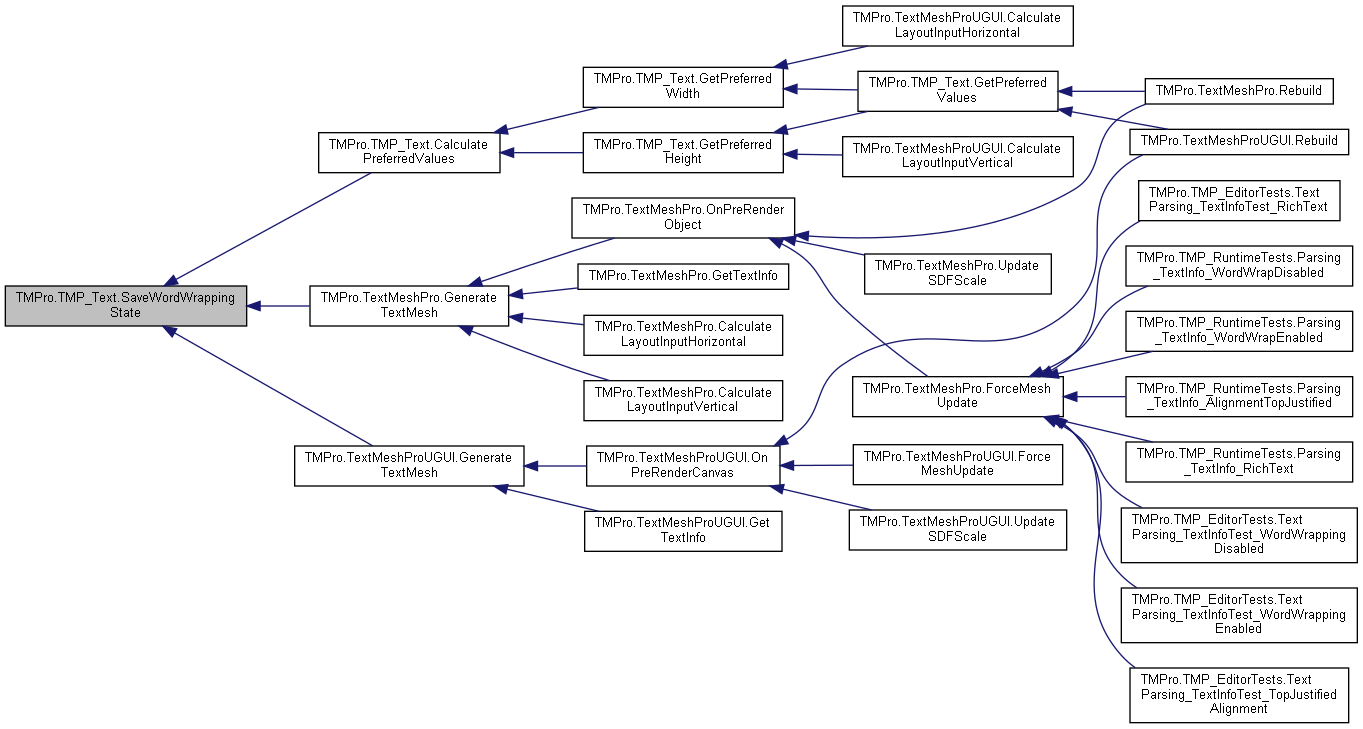 TMPro.TextMeshProUGUI.Calculate
LayoutInputHorizontal
TMPro.TMP_Text.GetPreferred
Width
TMPro.TMP_Text.GetPreferred
Values
TMPro.TextMeshPro.Rebuild
TMPro.TMP_Text.Calculate
PreferredValues
TMPro.TMP_Text.GetPreferred
Height
TMPro.TextMeshProUGUI.Calculate
LayoutInputVertical
TMPro.TextMeshProUGUI.Rebuild
TMPro.TMP_EditorTests.Text
Parsing_TextInfoTest_RichText
TMPro.TextMeshPro.OnPreRender
Object
TMPro.TextMeshPro.Update
SDFScale
TMPro.TMP_RuntimeTests.Parsing
_TextInfo_WordWrapDisabled
TMPro.TextMeshPro.GetTextInfo
TMPro.TMP_Text.SaveWordWrapping
State
TMPro.TextMeshPro.Generate
TextMesh
TMPro.TextMeshPro.Calculate
LayoutInputHorizontal
TMPro.TMP_RuntimeTests.Parsing
_TextInfo_WordWrapEnabled
TMPro.TextMeshPro.Calculate
LayoutInputVertical
TMPro.TextMeshPro.ForceMesh
Update
TMPro.TMP_RuntimeTests.Parsing
_TextInfo_AlignmentTopJustified
TMPro.TextMeshProUGUI.Generate
TextMesh
TMPro.TextMeshProUGUI.On
PreRenderCanvas
TMPro.TextMeshProUGUI.Force
MeshUpdate
TMPro.TMP_RuntimeTests.Parsing
_TextInfo_RichText
TMPro.TextMeshProUGUI.Get
TextInfo
TMPro.TextMeshProUGUI.Update
SDFScale
TMPro.TMP_EditorTests.Text
Parsing_TextInfoTest_WordWrapping
Disabled
TMPro.TMP_EditorTests.Text
Parsing_TextInfoTest_WordWrapping
Enabled
TMPro.TMP_EditorTests.Text
Parsing_TextInfoTest_TopJustified
Alignment